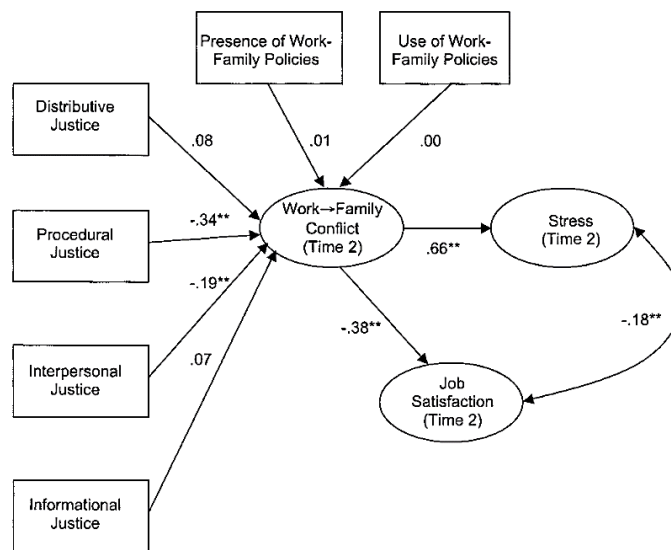 Presence of Work-
Family Policies
Use of Work-
Family Policies
Distributive
Justice
.08
.01
.00
Procedural
Justice
-.34**
Work→Family
Conflict
(Time 2)
.66**
Stress
(Time 2)
-.19**
Interpersonal
Justice
.07
-.38**
-.18**
Job
Satisfaction
(Time 2)
Informational
Justice